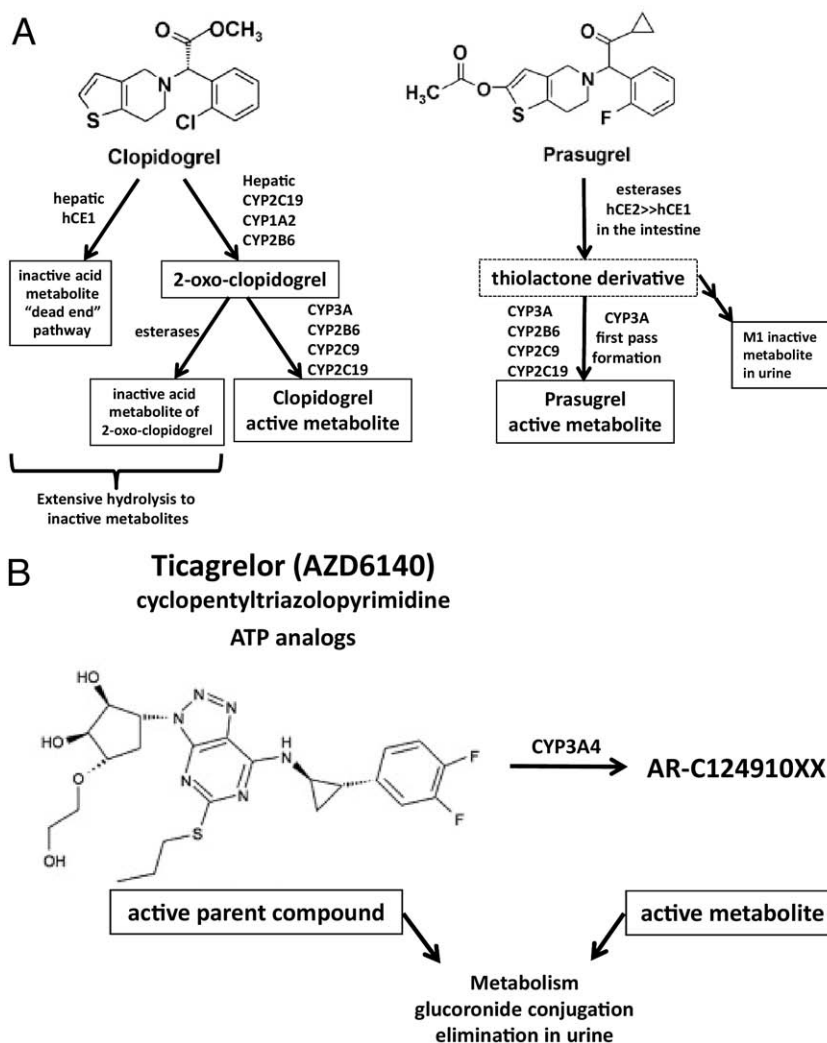 A
O
OCH3
N
S
Cl
Clopidogrel
hepatic
hCE1
Hepatic
CYP2C19
CYP1A2
CYP2B6
inactive acid
metabolite
“dead end”
pathway
2-oxo-clopidogrel
esterases
CYP3A
CYP2B6
CYP2C9
CYP2C19
inactive acid
metabolite of
2-oxo-clopidogrel
Clopidogrel
active metabolite
Extensive hydrolysis to
inactive metabolites
O
O
N
H3C
O
S
F
Prasugrel
esterases
hCE2>>hCE1
in the intestine
thiolactone derivative
CYP3A
CYP2B6
CYP2C9
CYP2C19
CYP3A
first pass
formation
M1 inactive
metabolite
in urine
Prasugrel
active metabolite
B
Ticagrelor (AZD6140)
cyclopentyltriazolopyrimidine
ATP analogs
HO
N
N
N
HO
H
N
F
O
N
N
F
S
OH
CYP3A4
AR-C124910XX
active parent compound
active metabolite
Metabolism
glucoronide conjugation
elimination in urine